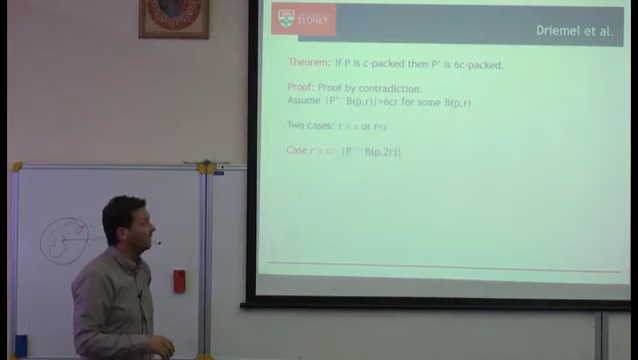 SYDNEY
Driemel et al.
Theorem: If P is c-packed then P' is 6c-packed.
Proof: Proof by contradiction.
Assume |P' ∩ B(p,r)|>6cr for some B(p,r)
Two cases: r ≥ ε or r<ε
Case r ≥ ε: |P ∩ B(p,2r)|